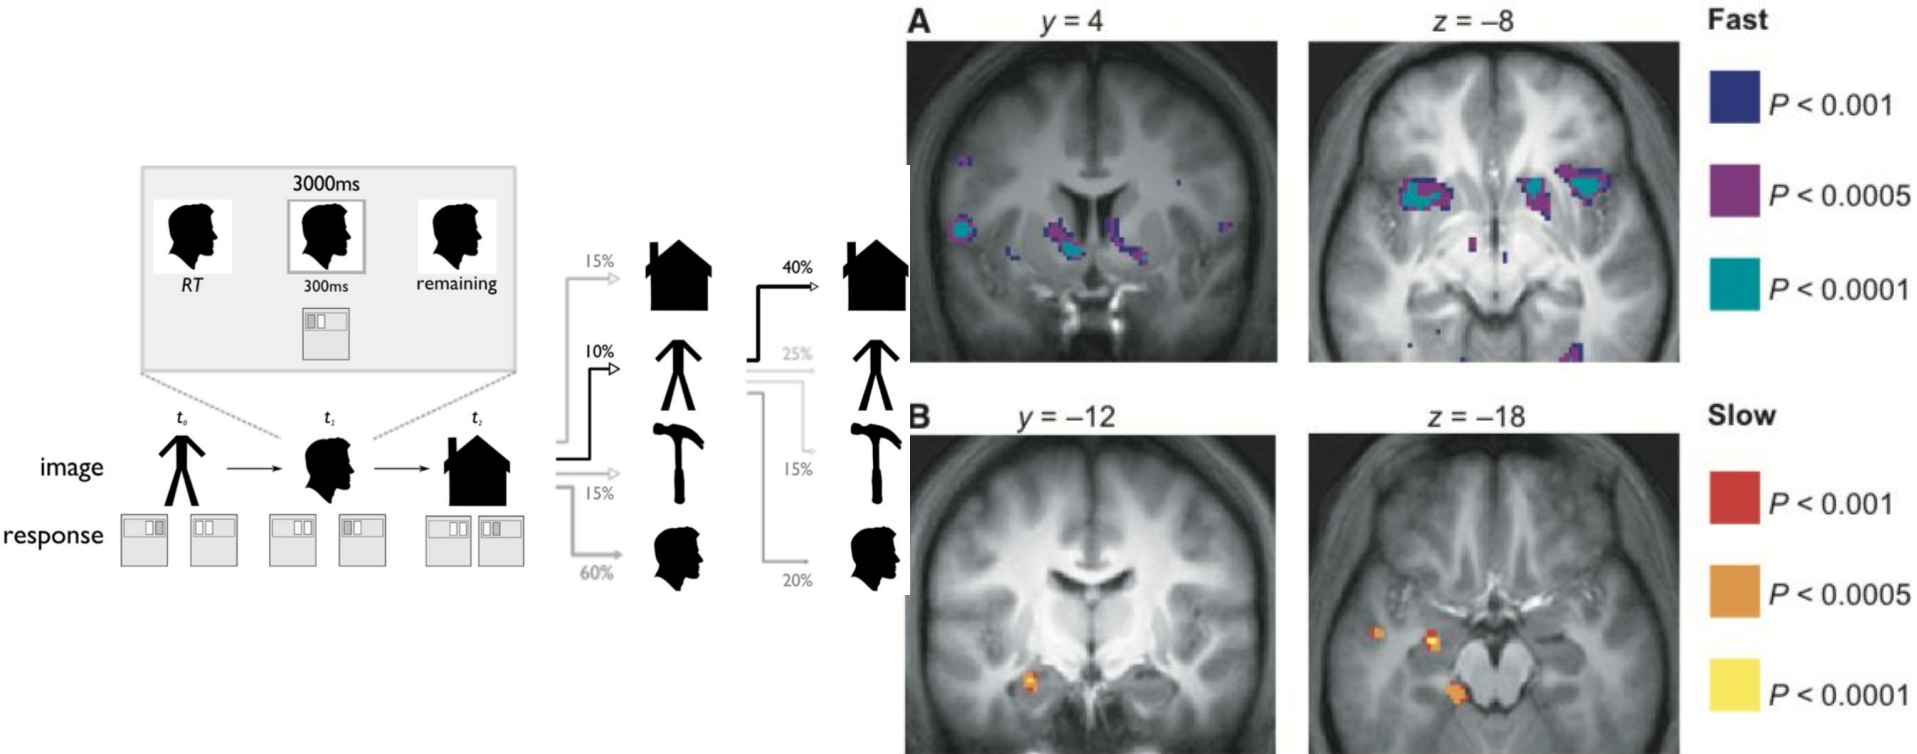 3000ms
RT
300ms
remaining
t₀
t₁
t₂
image
response
15%
10%
15%
60%
40%
25%
15%
20%
A
y = 4
z = –8
Fast
P < 0.001
P < 0.0005
P < 0.0001
B
y = –12
z = –18
Slow
P < 0.001
P < 0.0005
P < 0.0001